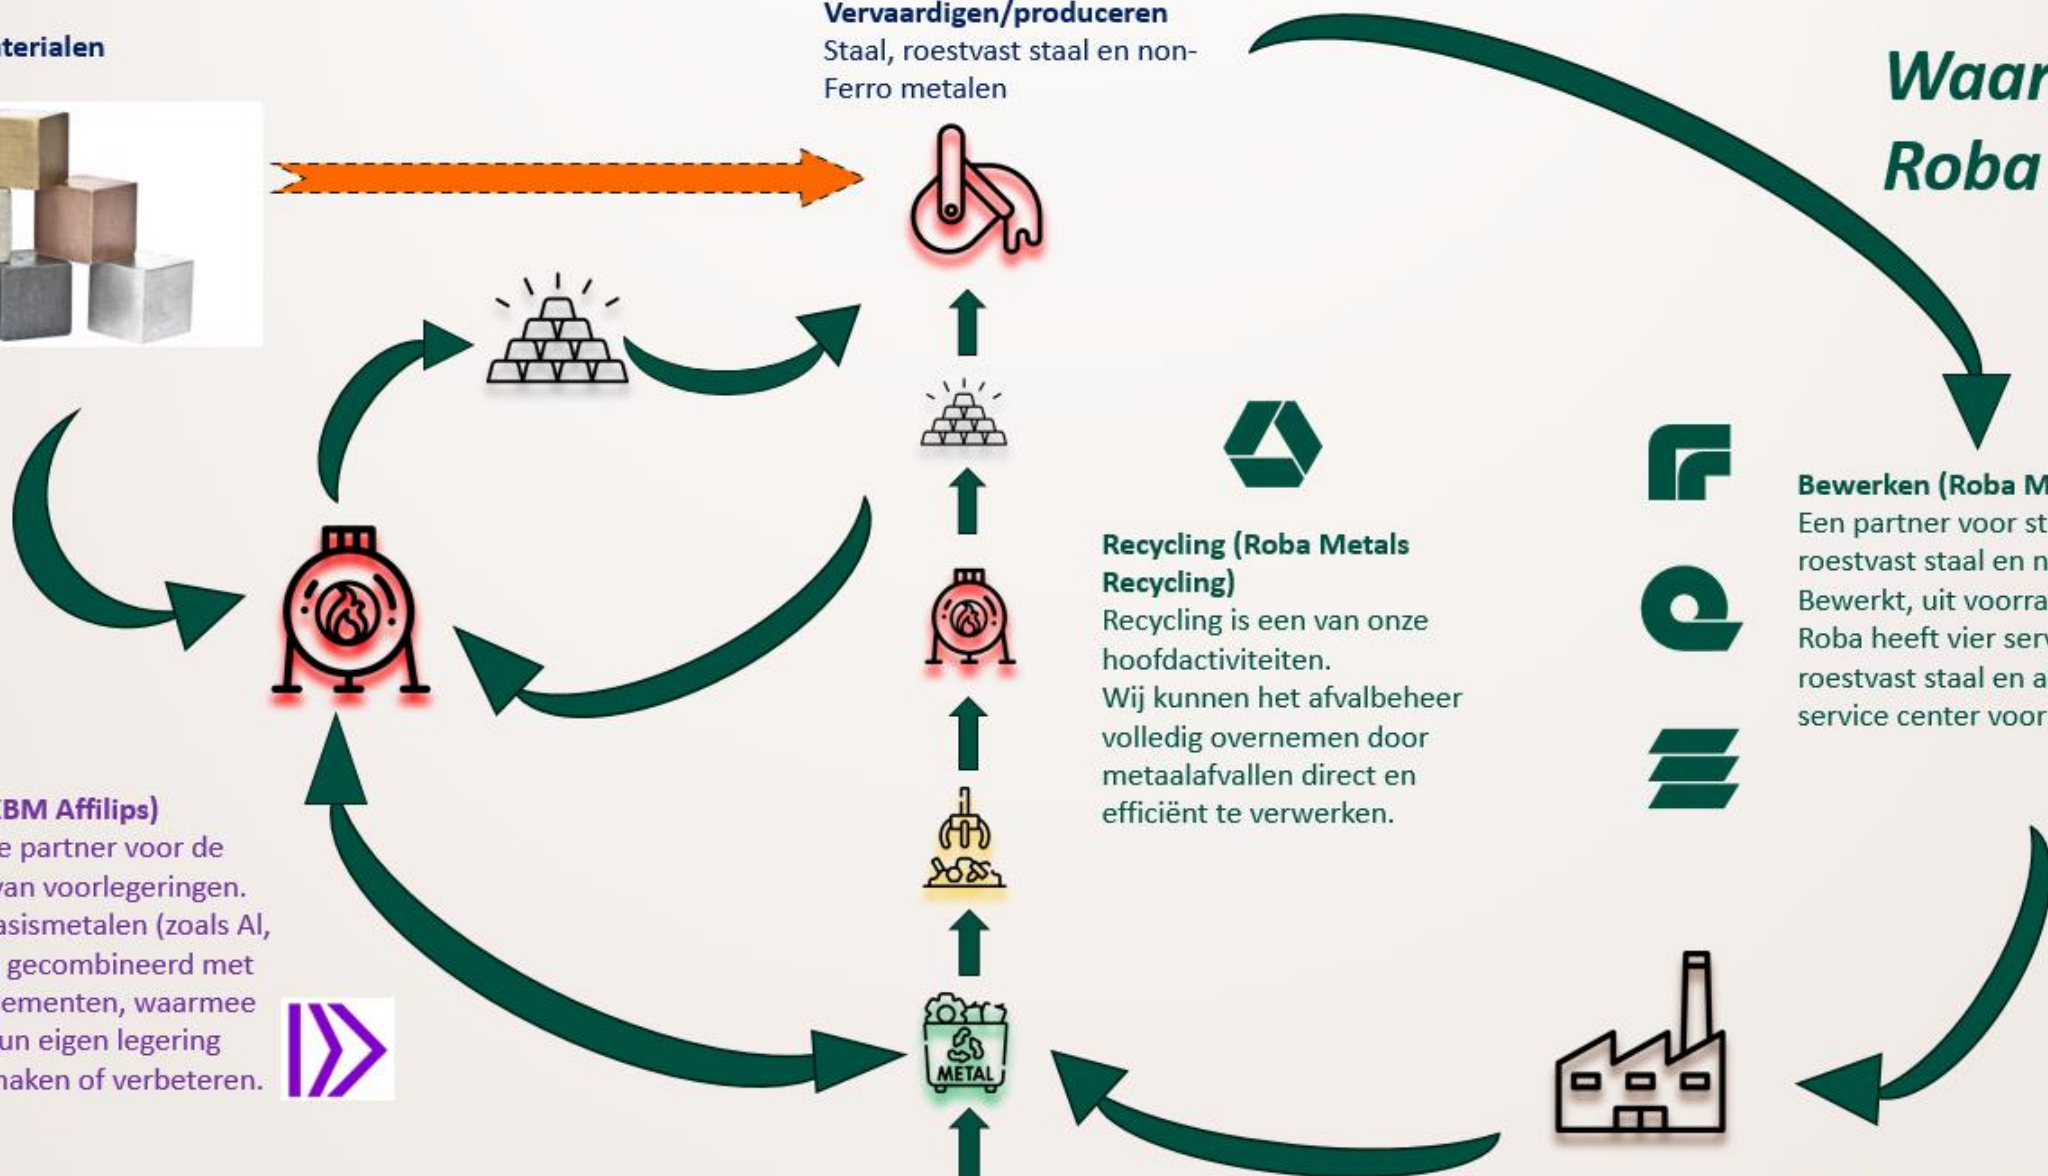 terialen
Vervaardigen/produceren
Staal, roestvast staal en non-
Ferro metalen
Waar
Roba
Recycling (Roba Metals
Recycling)
Recycling is een van onze
hoofdactiviteiten.
Wij kunnen het afvalbeheer
volledig overnemen door
metaalafvallen direct en
efficiënt te verwerken.
Bewerken (Roba M
Een partner voor st
roestvast staal en n
Bewerkt, uit voorra
Roba heeft vier serv
roestvast staal en a
service center voor
BM Affilips)
e partner voor de
van voorlegeringen.
asismetalen (zoals Al,
gecombineerd met
ementen, waarmee
un eigen legering
maken of verbeteren.
METAL